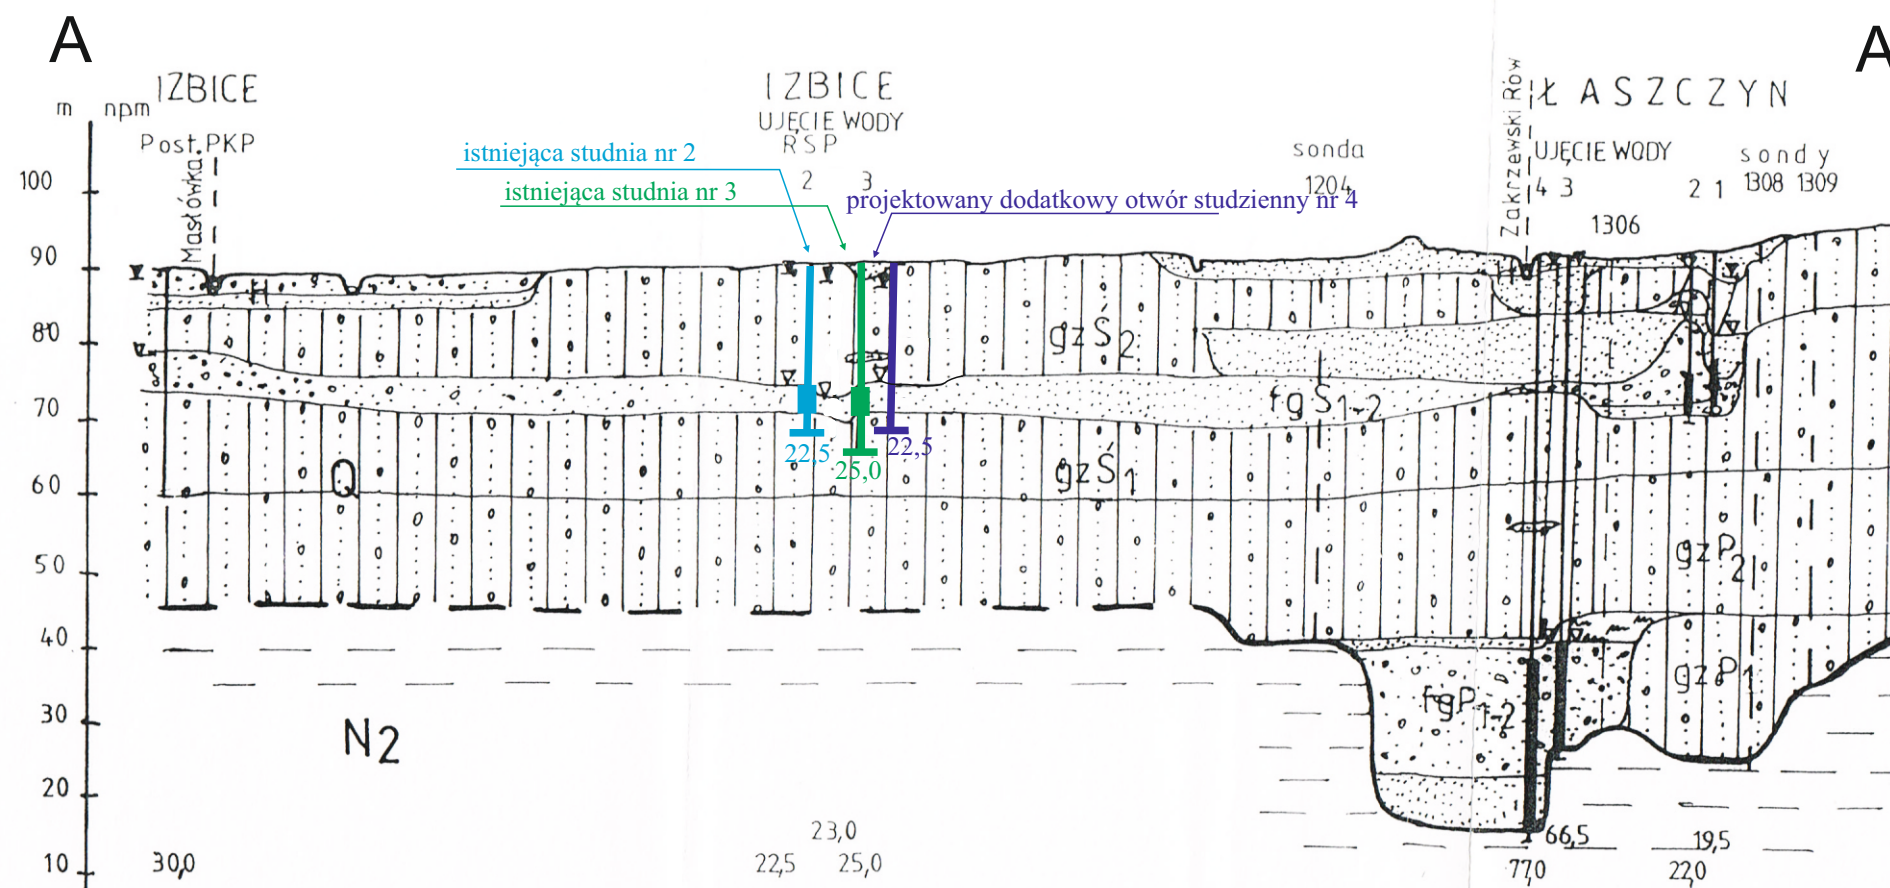 A
A
IZBICE
IZBICE
ŁASZCZYN
m npm
UJĘCIE WODY
Post. PKP
RSP
Masłówka
Zakrzewski Rów
UJĘCIE WODY
istniejąca studnia nr 2
sonda
sondy
istniejąca studnia nr 3
2
3
1204
4 3
2 1
1308 1309
projektowany dodatkowy otwór studzienny nr 4
1306
100
90
80
70
60
50
40
30
20
10
H
H
gzŚ2
fgŚ1-2
22,5
25,0
22,5
Q
gzŚ1
gzP2
gzP1
fgP1-2
N2
23,0
66,5
19,5
30,0
22,5
25,0
77,0
22,0